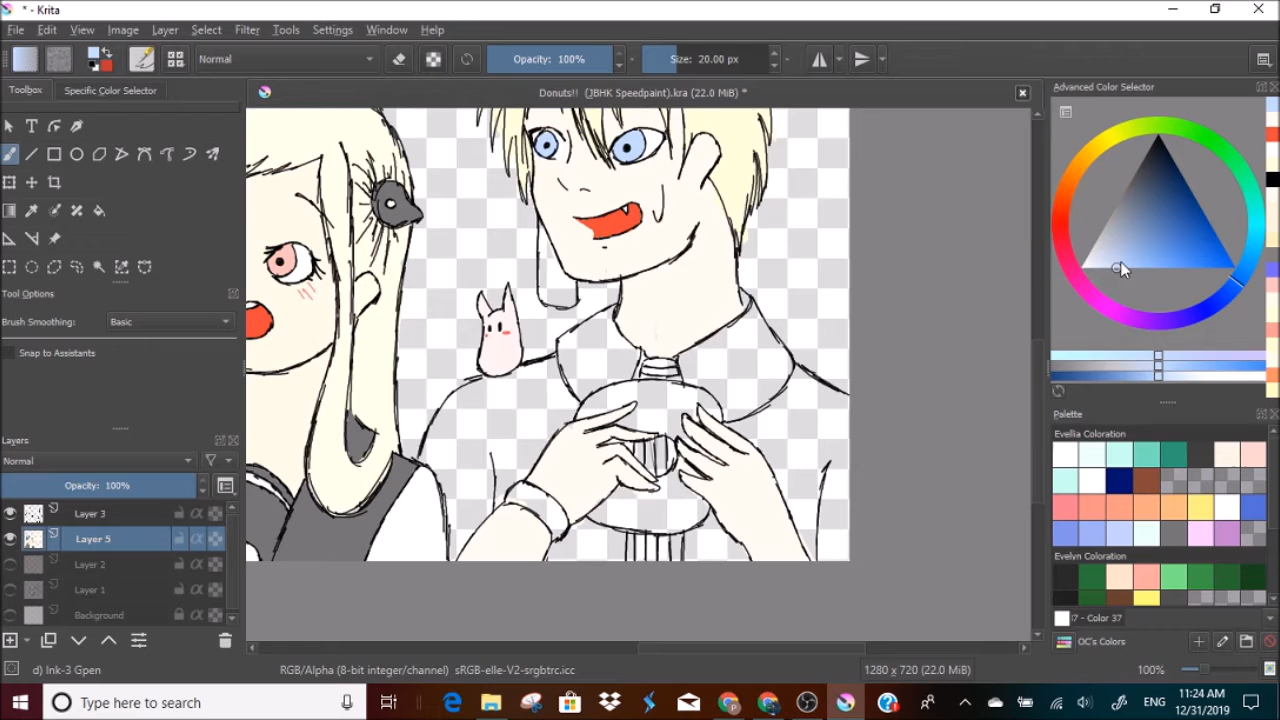 * - Krita
File Edit View Image Layer Select Filter Tools Settings Window Help
Normal Opacity: 100% Size: 20.00 px
Toolbox Specific Color Selector
Donuts!! (JBHK Speedpaint).kra (22.0 MiB) *
Advanced Color Selector
Tool Options
Brush Smoothing: Basic
Snap to Assistants
Layers
Normal
Opacity: 100%
Layer 3
Layer 5
Layer 2
Layer 1
Background
Palette
Evellia Coloration
Evelyn Coloration
- Color 37
OC's Colors
d) Ink-3 Gpen
RGB/Alpha (8-bit integer/channel) sRGB-elle-V2-srgbtrc.icc
1280 x 720 (22.0 MiB)
100%
Type here to search
ENG
11:24 AM
12/31/2019